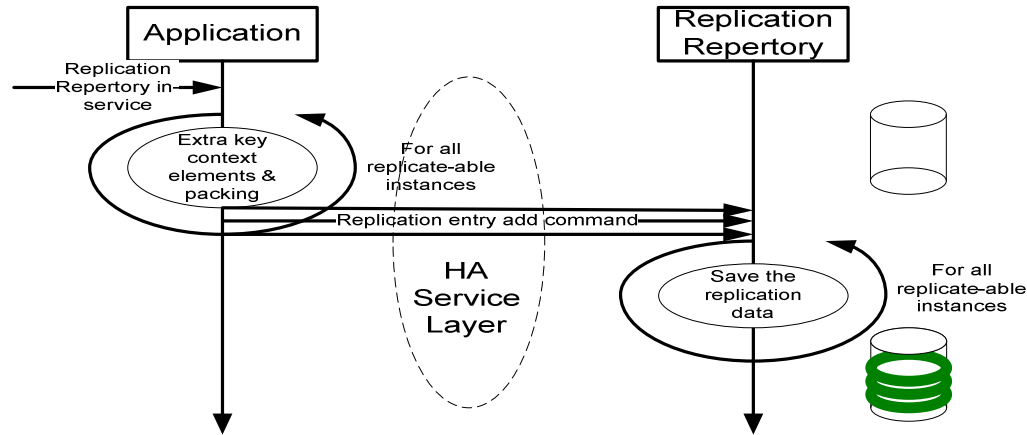 Application
Replication
Repertory
Replication
Repertory in
service
Extra key
context
elements &
packing
For all
replicate-able
instances
Replication entry add command
HA
Service
Layer
Save the
replication
data
For all
replicate-able
instances